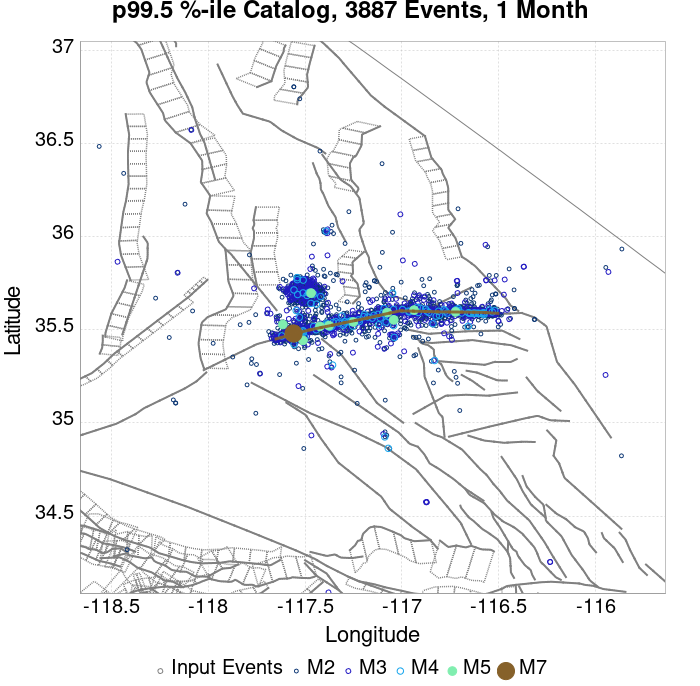 p99.5 %-ile Catalog, 3887 Events, 1 Month
37
36.5
36
35.5
35
34.5
Latitude
-118.5 -118 -117.5 -117 -116.5 -116
Longitude
Input Events M2 M3 M4 M5 M7